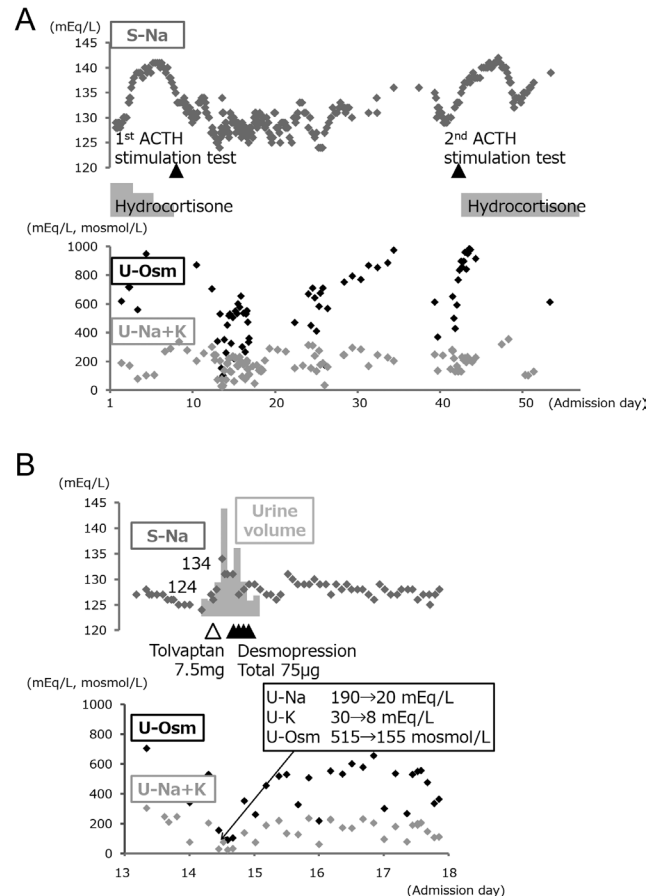 A
(mEq/L)
S-Na
145
140
135
130
125
120
1st ACTH
stimulation test
2nd ACTH
stimulation test
Hydrocortisone
Hydrocortisone
(mEq/L, mosmol/L)
1000
800
600
400
200
0
U-Osm
U-Na+K
1 10 20 30 40 50 (Admission day)
B
(mEq/L)
150
145
140
135
130
125
120
S-Na
Urine
volume
134
124
Tolvaptan
7.5mg
Desmopression
Total 75μg
(mEq/L, mosmol/L)
1000
800
600
400
200
0
U-Osm
U-Na+K
U-Na 190→20 mEq/L
U-K 30→8 mEq/L
U-Osm 515→155 mosmol/L
13 14 15 16 17 18
(Admission day)